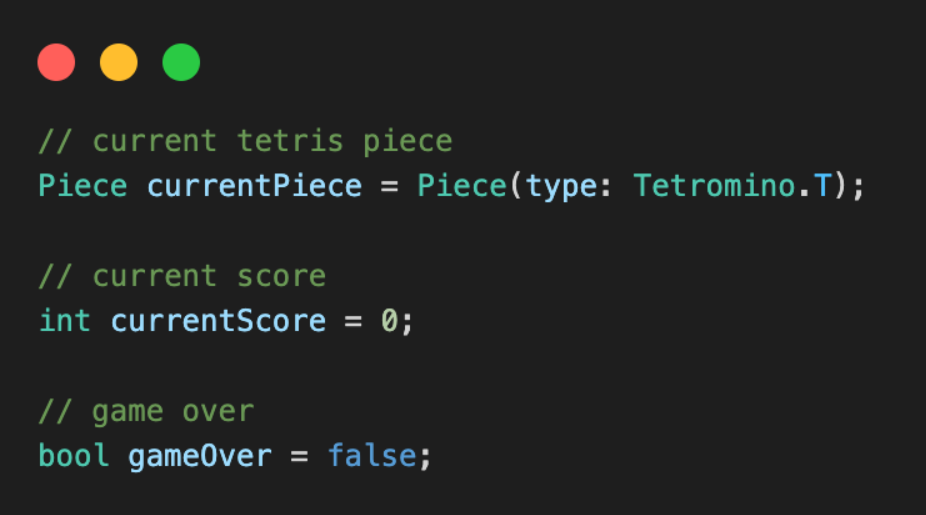 // current tetris piece
Piece currentPiece = Piece(type: Tetromino.T);
// current score
int currentScore = 0;
// game over
bool gameOver = false;